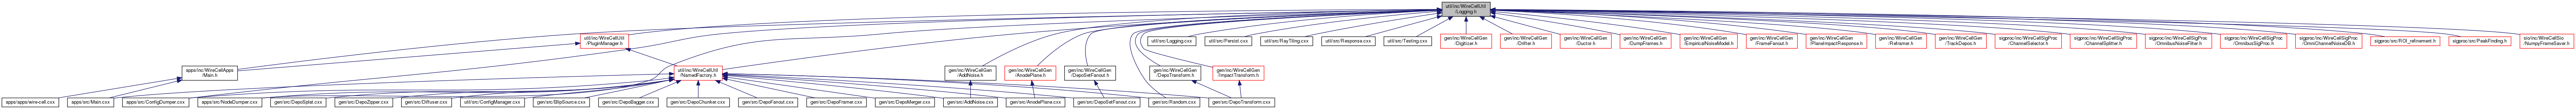 util/inc/WireCellUtil
/Logging.h
util/inc/WireCellUtil
/PluginManager.h
util/src/Logging.cxx
util/src/Persist.cxx
util/src/RayTiling.cxx
util/src/Response.cxx
util/src/Testing.cxx
gen/inc/WireCellGen
/Digitizer.h
gen/inc/WireCellGen
/Drifter.h
gen/inc/WireCellGen
/Ductor.h
gen/inc/WireCellGen
/DumpFrames.h
gen/inc/WireCellGen
/EmpiricalNoiseModel.h
gen/inc/WireCellGen
/FrameFanout.h
gen/inc/WireCellGen
/PlaneImpactResponse.h
gen/inc/WireCellGen
/Reframer.h
gen/inc/WireCellGen
/TrackDepos.h
sigproc/inc/WireCellSigProc
/ChannelSelector.h
sigproc/inc/WireCellSigProc
/ChannelSplitter.h
sigproc/inc/WireCellSigProc
/OmnibusNoiseFilter.h
sigproc/inc/WireCellSigProc
/OmnibusSigProc.h
sigproc/inc/WireCellSigProc
/OmniChannelNoiseDB.h
sigproc/src/ROI_refinement.h
sigproc/src/PeakFinding.h
sio/inc/WireCellSio
/NumpyFrameSaver.h
apps/inc/WireCellApps
/Main.h
util/inc/WireCellUtil
/NamedFactory.h
gen/inc/WireCellGen
/AddNoise.h
gen/inc/WireCellGen
/AnodePlane.h
gen/inc/WireCellGen
/DepoSetFanout.h
gen/inc/WireCellGen
/DepoTransform.h
gen/inc/WireCellGen
/ImpactTransform.h
apps/apps/wire-cell.cxx
apps/src/Main.cxx
apps/src/ConfigDumper.cxx
apps/src/NodeDumper.cxx
gen/src/DepoSplat.cxx
gen/src/DepoZipper.cxx
gen/src/Diffuser.cxx
util/src/ConfigManager.cxx
gen/src/BlipSource.cxx
gen/src/DepoBagger.cxx
gen/src/DepoChunker.cxx
gen/src/DepoFanout.cxx
gen/src/DepoFramer.cxx
gen/src/DepoMerger.cxx
gen/src/AddNoise.cxx
gen/src/AnodePlane.cxx
gen/src/DepoSetFanout.cxx
gen/src/Random.cxx
gen/src/DepoTransform.cxx